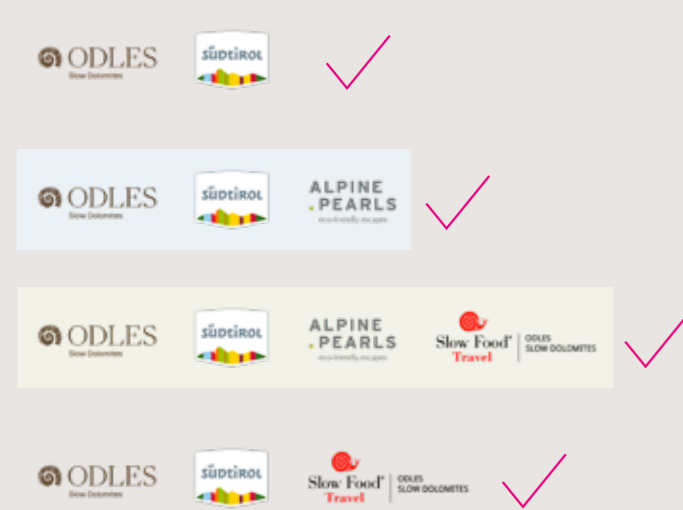 ODLES
Slow Dolomites
SÜDTIROL
ODLES
Slow Dolomites
SÜDTIROL
ALPINE
.PEARLS
eco-friendly escapes
ODLES
Slow Dolomites
SÜDTIROL
ALPINE
.PEARLS
eco-friendly escapes
Slow Food®
Travel
ODLES
SLOW DOLOMITES
ODLES
Slow Dolomites
SÜDTIROL
Slow Food®
Travel
ODLES
SLOW DOLOMITES